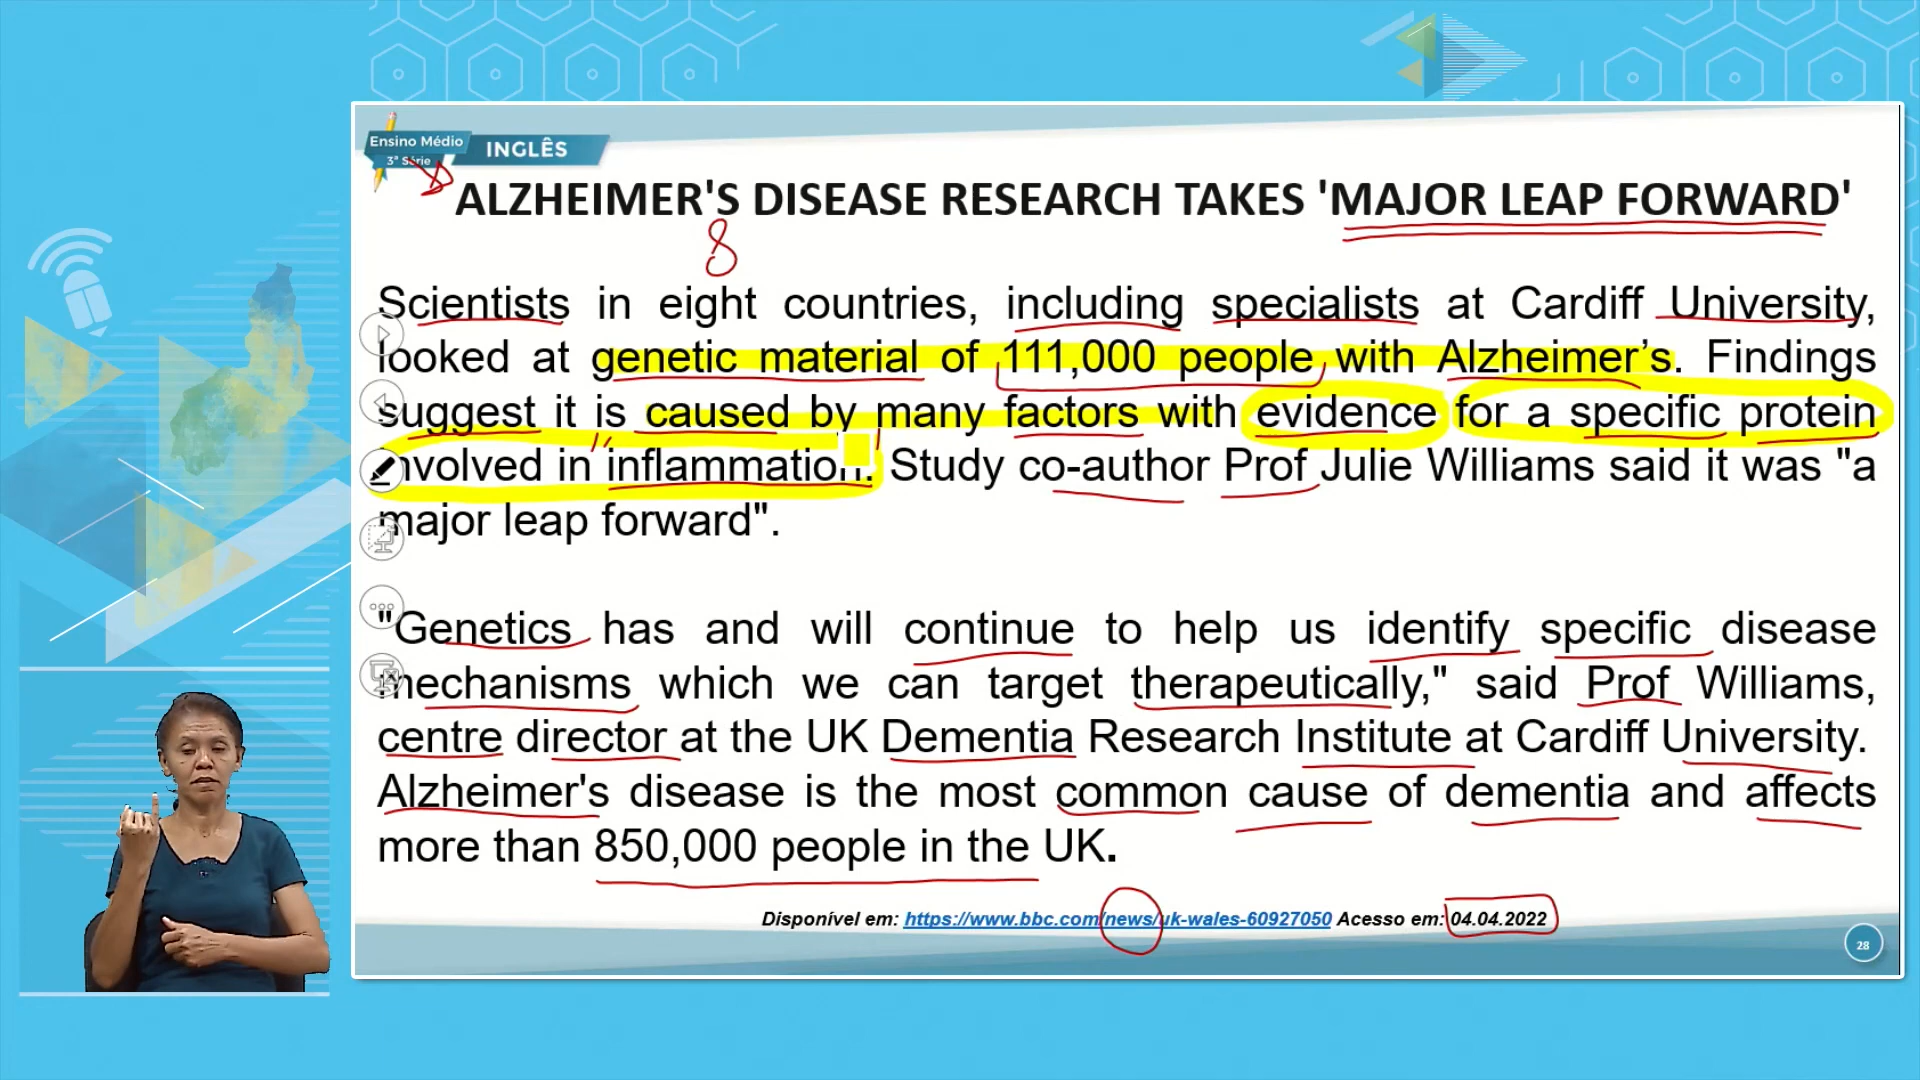 Ensino Médio
3ª Série
INGLÊS
ALZHEIMER'S DISEASE RESEARCH TAKES 'MAJOR LEAP FORWARD'
8
Scientists in eight countries, including specialists at Cardiff University,
looked at genetic material of 111,000 people with Alzheimer’s. Findings
suggest it is caused by many factors with evidence for a specific protein
involved in inflammation. Study co-author Prof Julie Williams said it was "a
major leap forward".
"Genetics has and will continue to help us identify specific disease
mechanisms which we can target therapeutically," said Prof Williams,
centre director at the UK Dementia Research Institute at Cardiff University.
Alzheimer's disease is the most common cause of dementia and affects
more than 850,000 people in the UK.
Disponível em: https://www.bbc.com/news/uk-wales-60927050 Acesso em: 04.04.2022
28